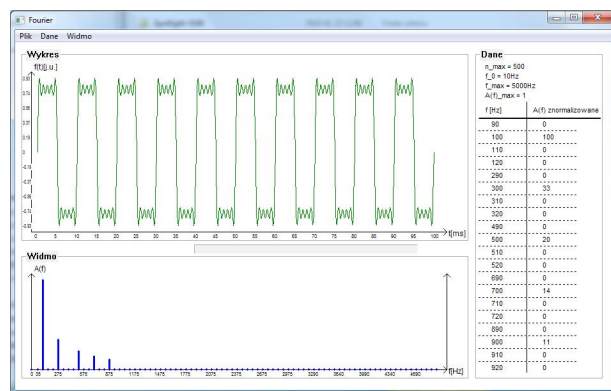 Fourier
Plik Dane Widmo
Wykres
f(t)[j.u.]
0 5 10 15 20 25 30 35 40 45 50 55 60 65 70 75 80 85 90 95 100
t[ms]
Widmo
A(f)
f[Hz]
Dane
n_max = 500
f_0 = 10Hz
f_max = 5000Hz
A(f)_max = 1
f [Hz] A(f) znormalizowane
90 0
100 100
110 0
120 0
290 0
300 33
310 0
320 0
490 0
500 20
510 0
520 0
690 0
700 14
710 0
720 0
890 0
900 11
910 0
920 0